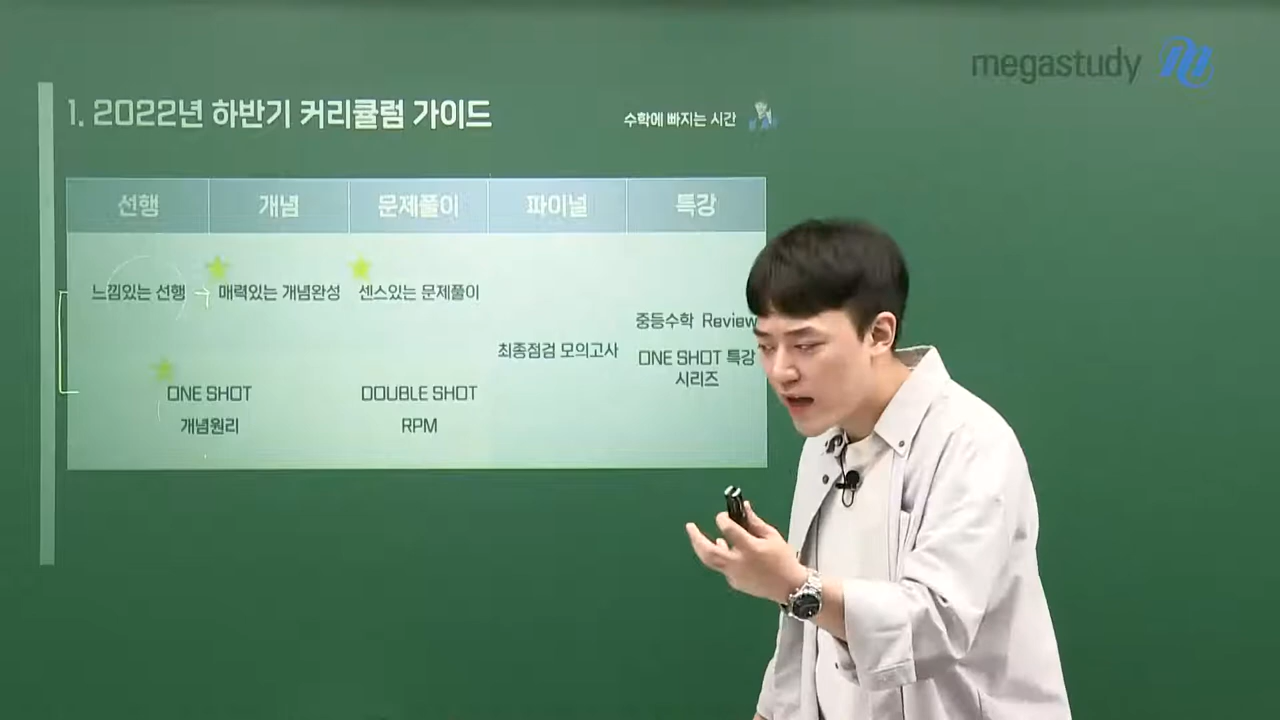 megastudy
1. 2022년 하반기 커리큘럼 가이드
수학에 빠지는 시간
선행 개념 문제풀이 파이널 특강
느낌있는 선행 → 매력있는 개념완성 센스있는 문제풀이
중등수학 Review
최종점검 모의고사
ONE SHOT 특강
시리즈
ONE SHOT DOUBLE SHOT
개념원리 RPM